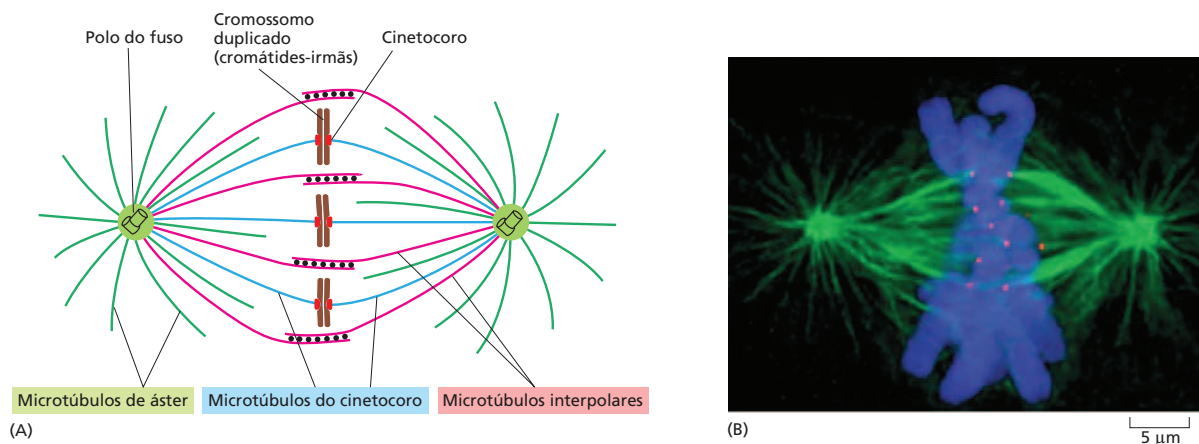 Polo do fuso
Cromossomo
duplicado
(cromátides-irmãs)
Cinetocoro
Microtúbulos de áster
Microtúbulos do cinetocoro
Microtúbulos interpolares
(A)
(B)
5 μm